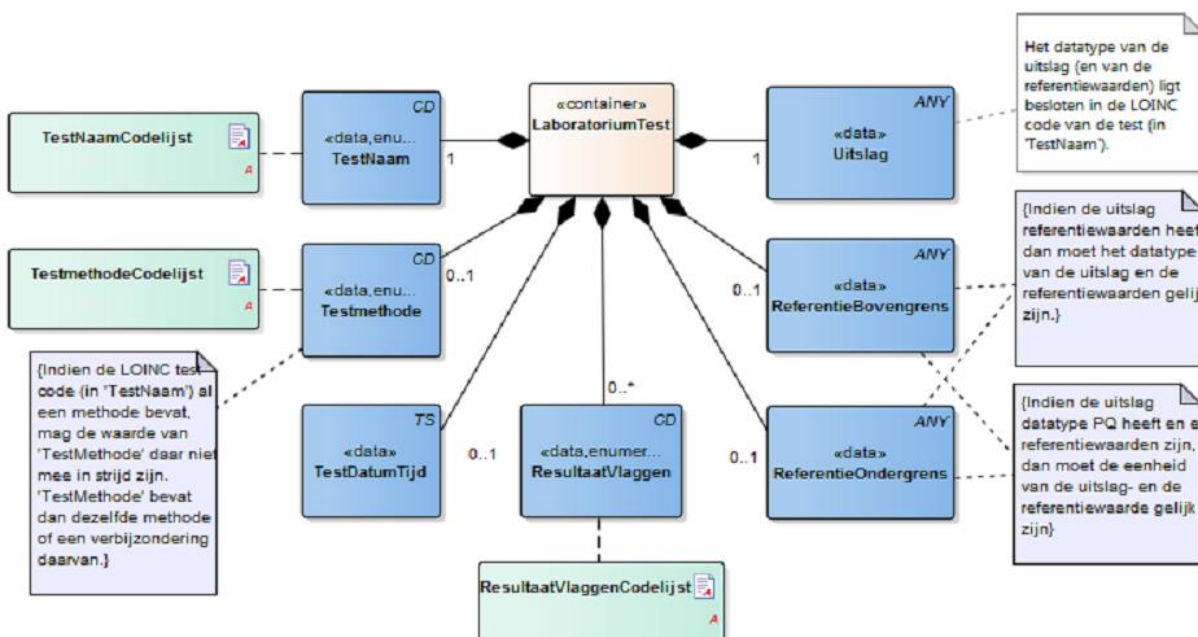 TestNaamCodelijst
A
CD
«data,enu...
TestNaam
1
«container»
LaboratoriumTest
ANY
«data»
Uitslag
1
Het datatype van de
uitslag (en van de
referentiewaarden) ligt
besloten in de LOINC
code van de test (in
'TestNaam').
TestmethodeCodelijst
A
CD
«data,enu...
Testmethode
0..1
ANY
«data»
ReferentieBovengrens
0..1
{Indien de uitslag
referentiewaarden heef
dan moet het datatype
van de uitslag en de
referentiewaarden gelij
zijn.}
{Indien de LOINC test
code (in 'TestNaam') al
een methode bevat,
mag de waarde van
'TestMethode' daar niet
mee in strijd zijn.
'TestMethode' bevat
dan dezelfde methode
of een verbijzondering
daarvan.}
TS
«data»
TestDatumTijd
0..1
0..*
CD
«data,enumer...
ResultaatVlaggen
ANY
«data»
ReferentieOndergrens
0..1
{Indien de uitslag
datatype PQ heeft en e
referentiewaarden zijn,
dan moet de eenheid
van de uitslag- en de
referentiewaarde gelijk
zijn}
ResultaatVlaggenCodelijst
A